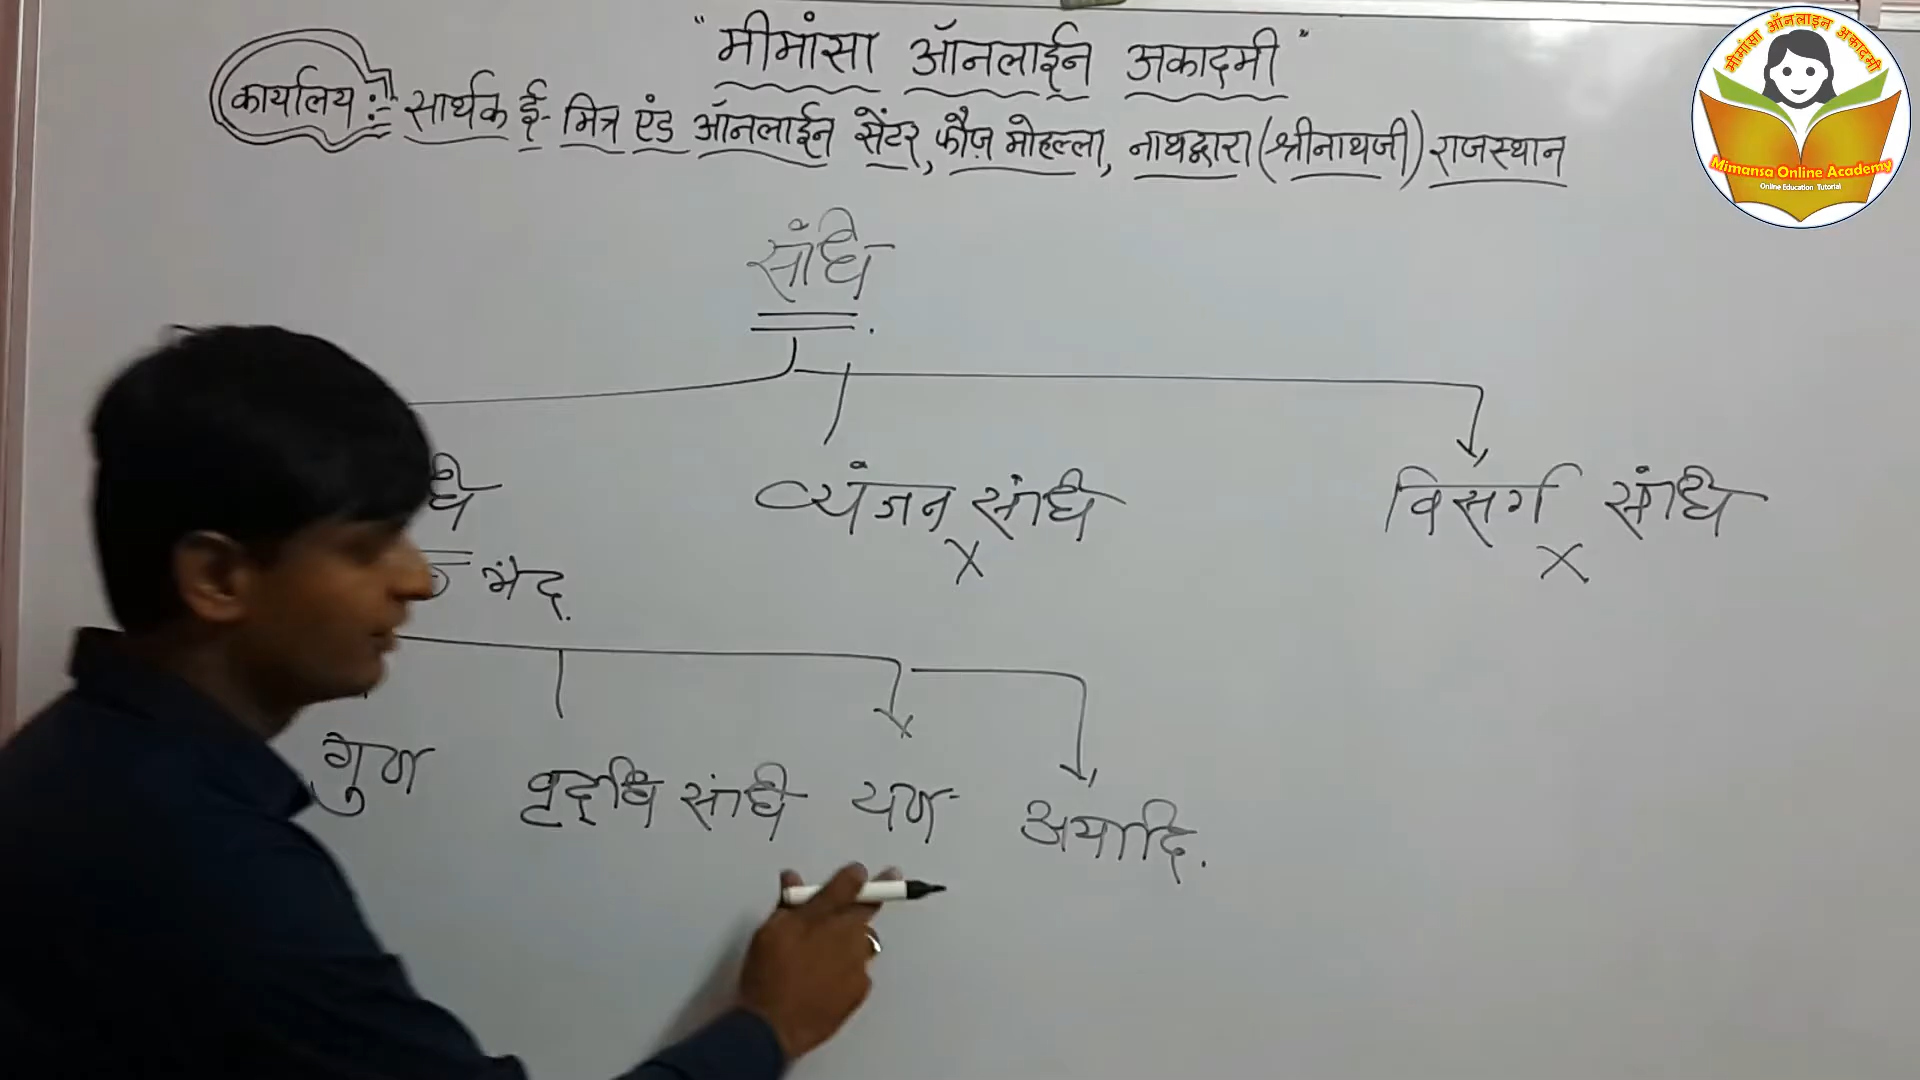 "मीमांसा ऑनलाईन अकादमी"
कार्यालय :- सार्थक ई-मित्र एंड ऑनलाईन सेंटर, फौज़ मोहल्ला, नाथद्वारा (श्रीनाथजी) राजस्थान
मीमांसा ऑनलाइन अकादमी
Mimansa Online Academy
Online Education Tutorial
संधि
धि व्यंजन संधि विसर्ग संधि
भेद.
गुण वृद्धि संधि यण अयादि.